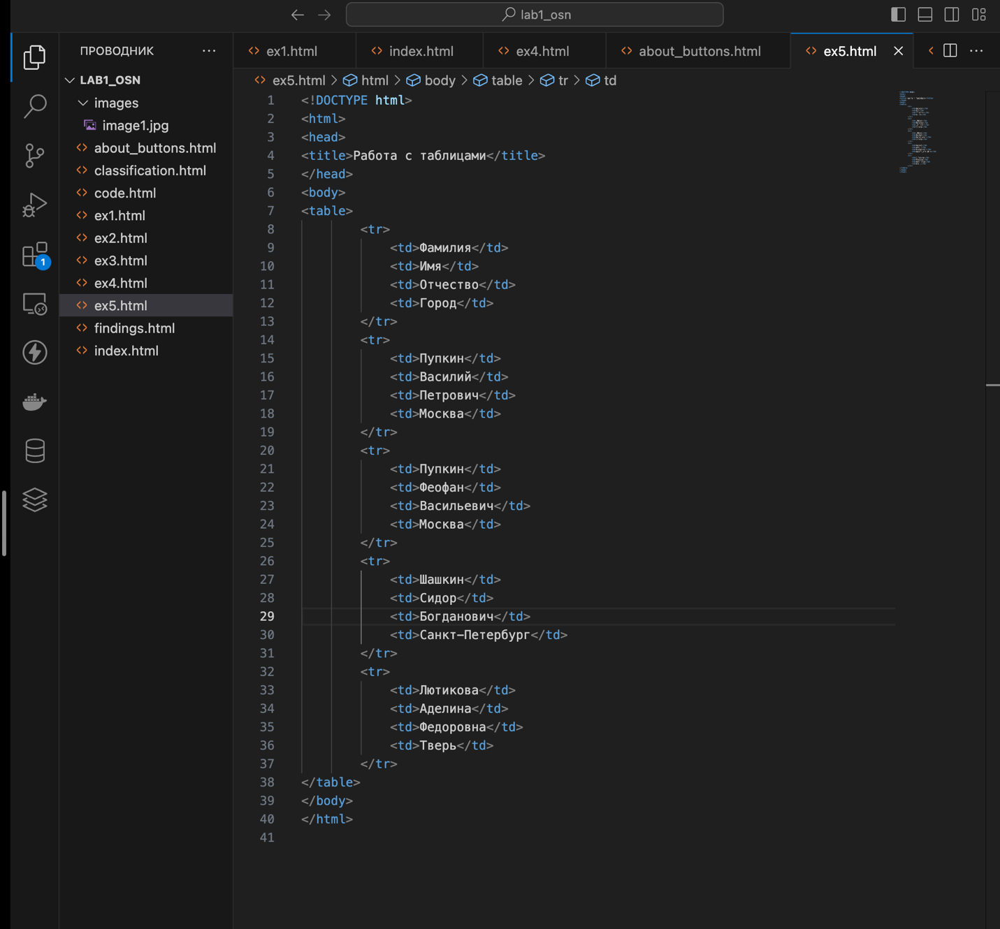 lab1_osn
ПРОВОДНИК
LAB1_OSN
images
image1.jpg
about_buttons.html
classification.html
code.html
ex1.html
ex2.html
ex3.html
ex4.html
ex5.html
findings.html
index.html
1
ex1.html
index.html
ex4.html
about_buttons.html
ex5.html
ex5.html > html > body > table > tr > td
1 <!DOCTYPE html>
2 <html>
3 <head>
4 <title>Работа с таблицами</title>
5 </head>
6 <body>
7 <table>
8 <tr>
9 <td>Фамилия</td>
10 <td>Имя</td>
11 <td>Отчество</td>
12 <td>Город</td>
13 </tr>
14 <tr>
15 <td>Пупкин</td>
16 <td>Василий</td>
17 <td>Петрович</td>
18 <td>Москва</td>
19 </tr>
20 <tr>
21 <td>Пупкин</td>
22 <td>Феофан</td>
23 <td>Васильевич</td>
24 <td>Москва</td>
25 </tr>
26 <tr>
27 <td>Шашкин</td>
28 <td>Сидор</td>
29 <td>Богданович</td>
30 <td>Санкт-Петербург</td>
31 </tr>
32 <tr>
33 <td>Лютикова</td>
34 <td>Аделина</td>
35 <td>Федоровна</td>
36 <td>Тверь</td>
37 </tr>
38 </table>
39 </body>
40 </html>
41